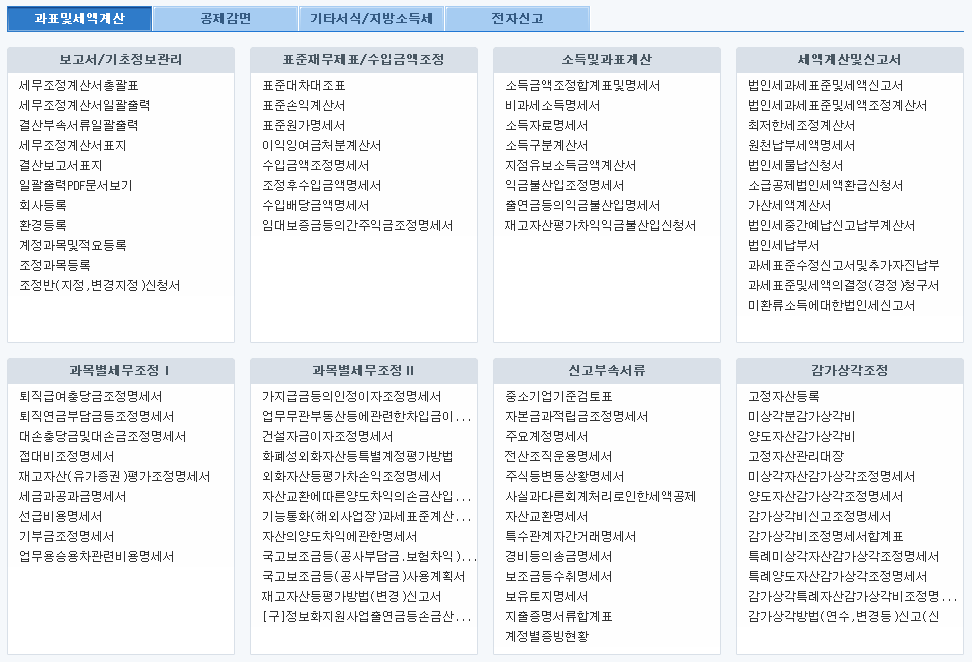 과표및세액계산
공제감면
기타서식/지방소득세
전자신고
보고서/기초정보관리
세무조정계산서총괄표
세무조정계산서일괄출력
결산부속서류일괄출력
세무조정계산서표지
결산보고서표지
일괄출력PDF문서보기
회사등록
환경등록
계정과목및적요등록
조정과목등록
조정반(지정,변경지정)신청서
표준재무제표/수입금액조정
표준대차대조표
표준손익계산서
표준원가명세서
이익잉여금처분계산서
수입금액조정명세서
조정후수입금액명세서
수입배당금액명세서
임대보증금등의간주익금조정명세서
소득및과표계산
소득금액조정합계표및명세서
비과세소득명세서
소득자료명세서
소득구분계산서
지점유보소득금액계산서
익금불산입조정명세서
출연금등의익금불산입명세서
재고자산평가차익익금불산입신청서
세액계산및신고서
법인세과세표준및세액신고서
법인세과세표준및세액조정계산서
최저한세조정계산서
원천납부세액명세서
법인세물납신청서
소급공제법인세액환급신청서
가산세액계산서
법인세중간예납신고납부계산서
법인세납부서
과세표준수정신고서및추가자진납부
과세표준및세액의결정(경정)청구서
미환류소득에대한법인세신고서
과목별세무조정 I
퇴직급여충당금조정명세서
퇴직연금부담금등조정명세서
대손충당금및대손금조정명세서
접대비조정명세서
재고자산(유가증권)평가조정명세서
세금과공과금명세서
선급비용명세서
기부금조정명세서
업무용승용차관련비용명세서
과목별세무조정 II
가지급금등의인정이자조정명세서
업무무관부동산등에관련한차입금이...
건설자금이자조정명세서
화폐성외화자산등특별계정평가방법
외화자산등평가차손익조정명세서
자산교환에따른양도차익의손금산입...
기능통화(해외사업장)과세표준계산...
자산의양도차익에관한명세서
국고보조금등(공사부담금.보험차익)...
국고보조금등(공사부담금)사용계획서
재고자산등평가방법(변경)신고서
[구]정보화지원사업출연금등손금산...
신고부속서류
중소기업기준검토표
자본금과적립금조정명세서
주요계정명세서
전산조직운용명세서
주식등변동상황명세서
사실과다른회계처리로인한세액공제
자산교환명세서
특수관계자간거래명세서
경비등의송금명세서
보조금등수취명세서
보유토지명세서
지출증명서류합계표
계정별증빙현황
감가상각조정
고정자산등록
미상각분감가상각비
양도자산감가상각비
고정자산관리대장
미상각자산감가상각조정명세서
양도자산감가상각조정명세서
감가상각비신고조정명세서
감가상각비조정명세서합계표
특례미상각자산감가상각조정명세서
특례양도자산감가상각조정명세서
감가상각특례자산감가상각비조정명...
감가상각방법(연수,변경등)신고(신